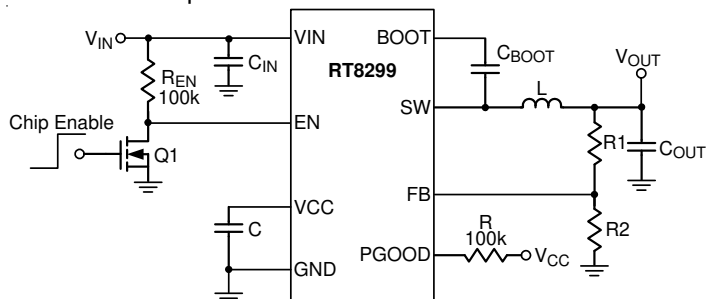 VIN
VIN
BOOT
CIN
RT8299
CBOOT
VOUT
REN
100k
SW
L
Chip Enable
EN
R1
COUT
Q1
FB
VCC
R
100k
R2
C
PGOOD
VCC
GND